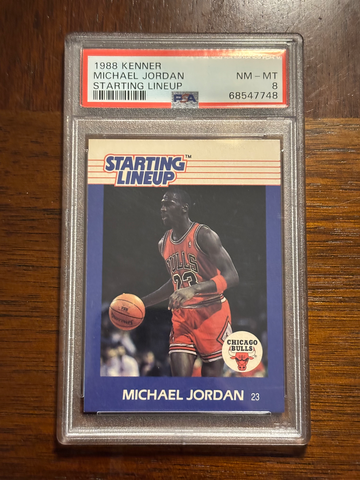 1988 KENNER
MICHAEL JORDAN NM-MT
STARTING LINEUP 8
68547748
PSA
STARTING™
LINEUP®
BULLS
23
CHICAGO
BULLS
MICHAEL JORDAN 23